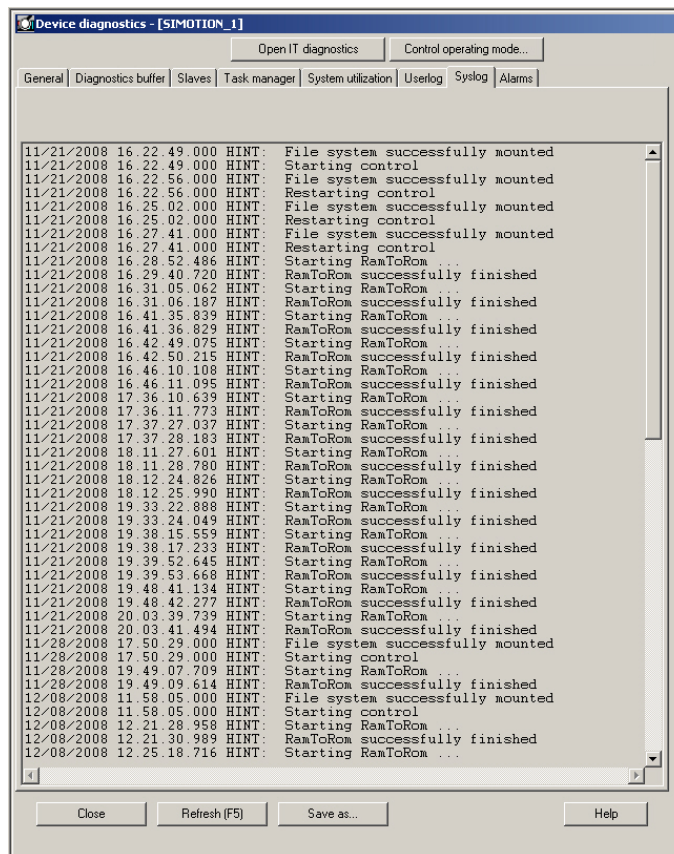 Device diagnostics - [SIMOTION_1]
Open IT diagnostics Control operating mode...
General Diagnostics buffer Slaves Task manager System utilization Userlog Syslog Alarms
11/21/2008 16.22.49.000 HINT: File system successfully mounted
11/21/2008 16.22.49.000 HINT: Starting control
11/21/2008 16.22.56.000 HINT: File system successfully mounted
11/21/2008 16.22.56.000 HINT: Restarting control
11/21/2008 16.25.02.000 HINT: File system successfully mounted
11/21/2008 16.25.02.000 HINT: Restarting control
11/21/2008 16.27.41.000 HINT: File system successfully mounted
11/21/2008 16.27.41.000 HINT: Restarting control
11/21/2008 16.28.52.486 HINT: Starting RamToRom ...
11/21/2008 16.29.40.720 HINT: RamToRom successfully finished
11/21/2008 16.31.05.062 HINT: Starting RamToRom ...
11/21/2008 16.31.06.187 HINT: RamToRom successfully finished
11/21/2008 16.41.35.839 HINT: Starting RamToRom ...
11/21/2008 16.41.36.829 HINT: RamToRom successfully finished
11/21/2008 16.42.49.075 HINT: Starting RamToRom ...
11/21/2008 16.42.50.215 HINT: RamToRom successfully finished
11/21/2008 16.46.10.108 HINT: Starting RamToRom ...
11/21/2008 16.46.11.095 HINT: RamToRom successfully finished
11/21/2008 17.36.10.639 HINT: Starting RamToRom ...
11/21/2008 17.36.11.773 HINT: RamToRom successfully finished
11/21/2008 17.37.27.037 HINT: Starting RamToRom ...
11/21/2008 17.37.28.183 HINT: RamToRom successfully finished
11/21/2008 18.11.27.601 HINT: Starting RamToRom ...
11/21/2008 18.11.28.780 HINT: RamToRom successfully finished
11/21/2008 18.12.24.826 HINT: Starting RamToRom ...
11/21/2008 18.12.25.990 HINT: RamToRom successfully finished
11/21/2008 19.33.22.888 HINT: Starting RamToRom ...
11/21/2008 19.33.24.049 HINT: RamToRom successfully finished
11/21/2008 19.38.15.559 HINT: Starting RamToRom ...
11/21/2008 19.38.17.233 HINT: RamToRom successfully finished
11/21/2008 19.39.52.645 HINT: Starting RamToRom ...
11/21/2008 19.39.53.668 HINT: RamToRom successfully finished
11/21/2008 19.48.41.134 HINT: Starting RamToRom ...
11/21/2008 19.48.42.277 HINT: RamToRom successfully finished
11/21/2008 20.03.39.739 HINT: Starting RamToRom ...
11/21/2008 20.03.41.494 HINT: RamToRom successfully finished
11/28/2008 17.50.29.000 HINT: File system successfully mounted
11/28/2008 17.50.29.000 HINT: Starting control
11/28/2008 19.49.07.709 HINT: Starting RamToRom ...
11/28/2008 19.49.09.614 HINT: RamToRom successfully finished
12/08/2008 11.58.05.000 HINT: File system successfully mounted
12/08/2008 11.58.05.000 HINT: Starting control
12/08/2008 12.21.28.958 HINT: Starting RamToRom ...
12/08/2008 12.21.30.989 HINT: RamToRom successfully finished
12/08/2008 12.25.18.716 HINT: Starting RamToRom ...
Close Refresh (F5) Save as... Help